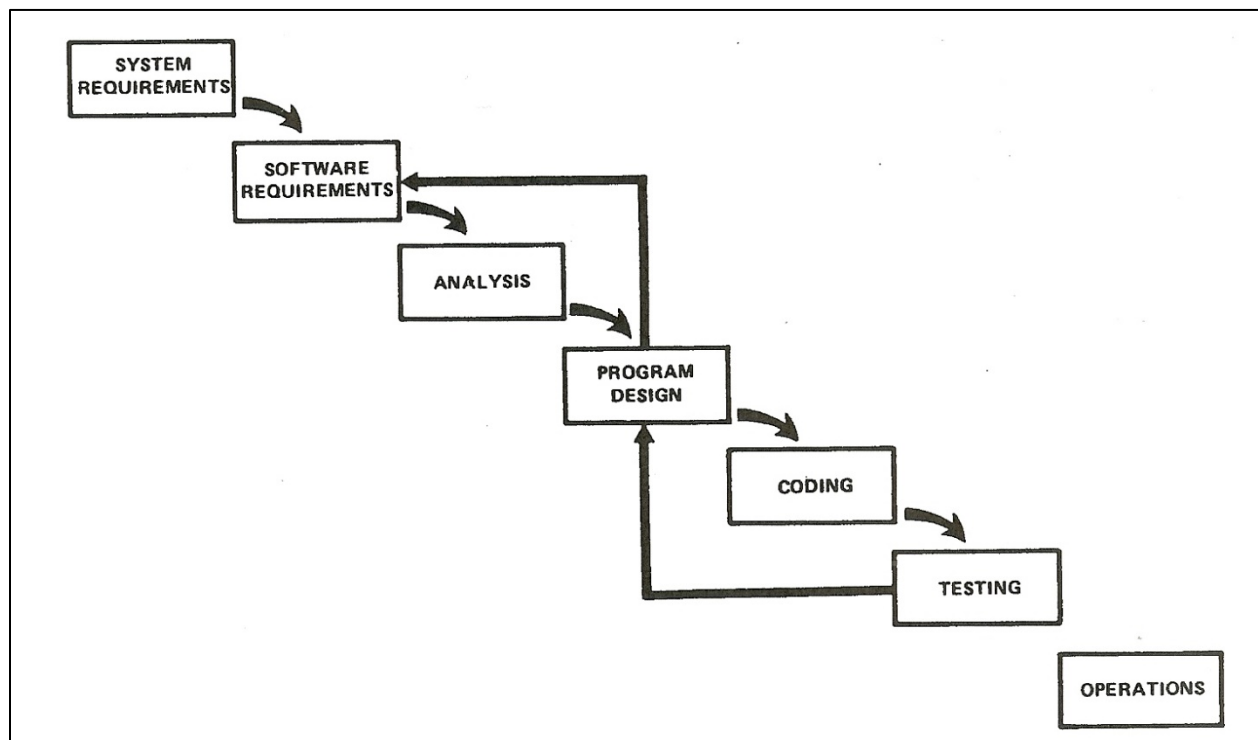 SYSTEM
REQUIREMENTS
SOFTWARE
REQUIREMENTS
ANALYSIS
PROGRAM
DESIGN
CODING
TESTING
OPERATIONS